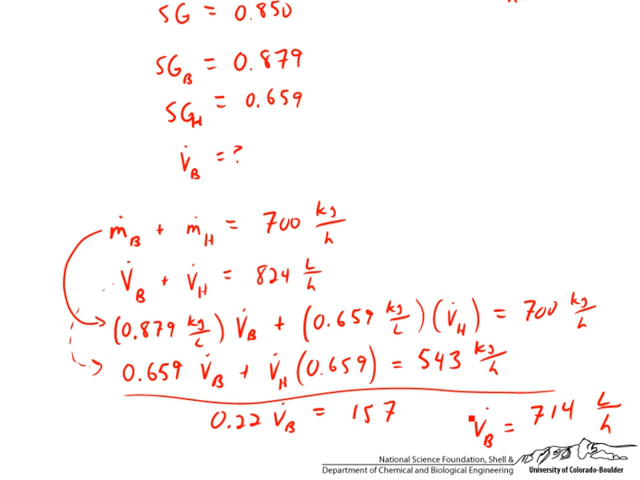 SG = 0.850
SG_B = 0.879
SG_H = 0.659
V̇_B = ?
ṁ_B + ṁ_H = 700 kg/h
V̇_B + V̇_H = 824 L/h
(0.879 kg/L) V̇_B + (0.659 kg/L) (V̇_H) = 700 kg/h
0.659 V̇_B + V̇_H (0.659) = 543 kg/h
0.22 V̇_B = 157 V̇_B = 714 L/h
National Science Foundation, Shell &
Department of Chemical and Biological Engineering University of Colorado-Boulder